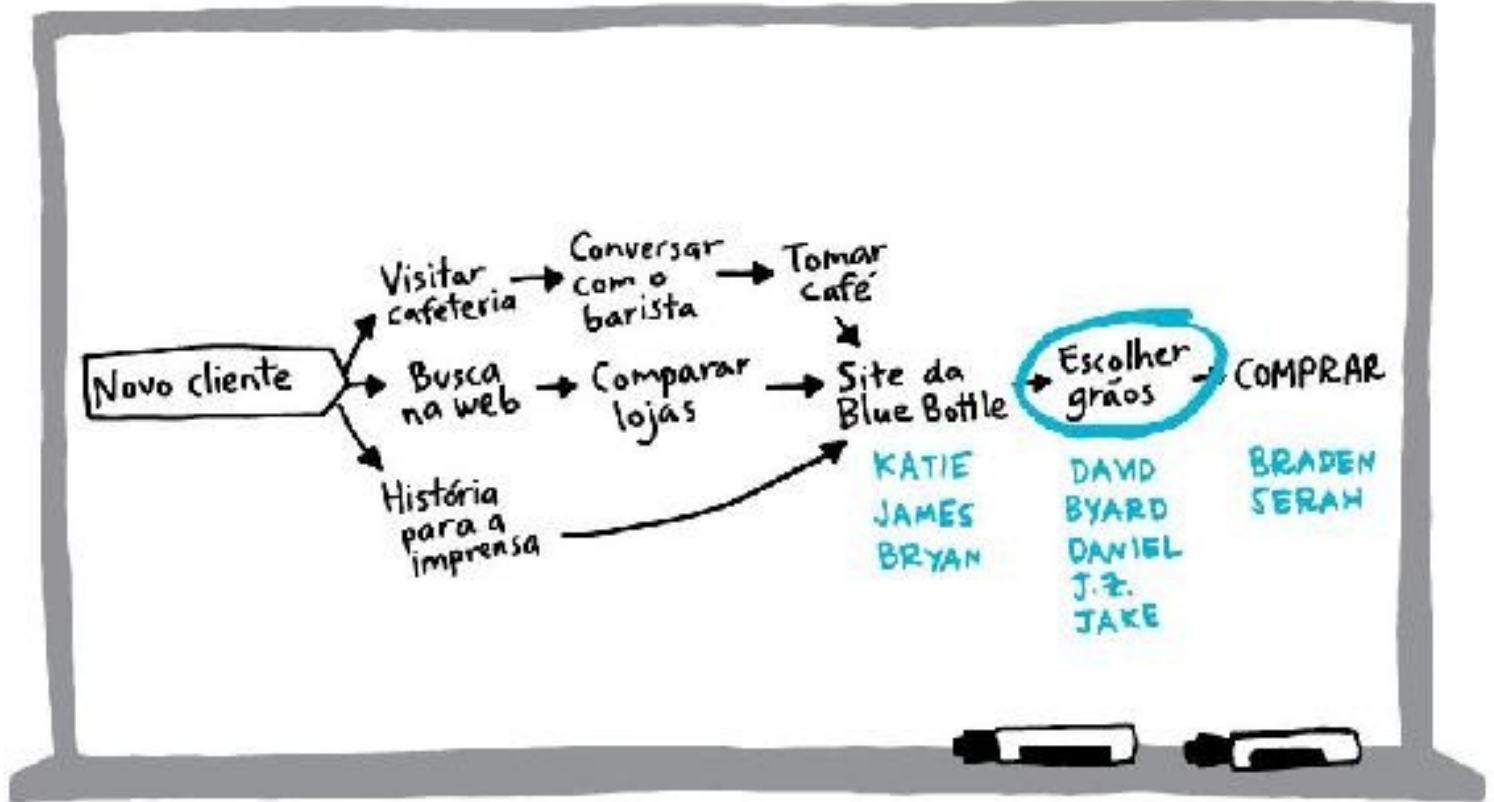 Novo cliente
Visitar
cafeteria
Conversar
com o
barista
Tomar
café
Busca
na web
Comparar
lojas
História
para a
imprensa
Site da
Blue Bottle
KATIE
JAMES
BRYAN
Escolher
grãos
DAVID
BYARD
DANIEL
J.Z.
JAKE
COMPRAR
BRADEN
SERAH